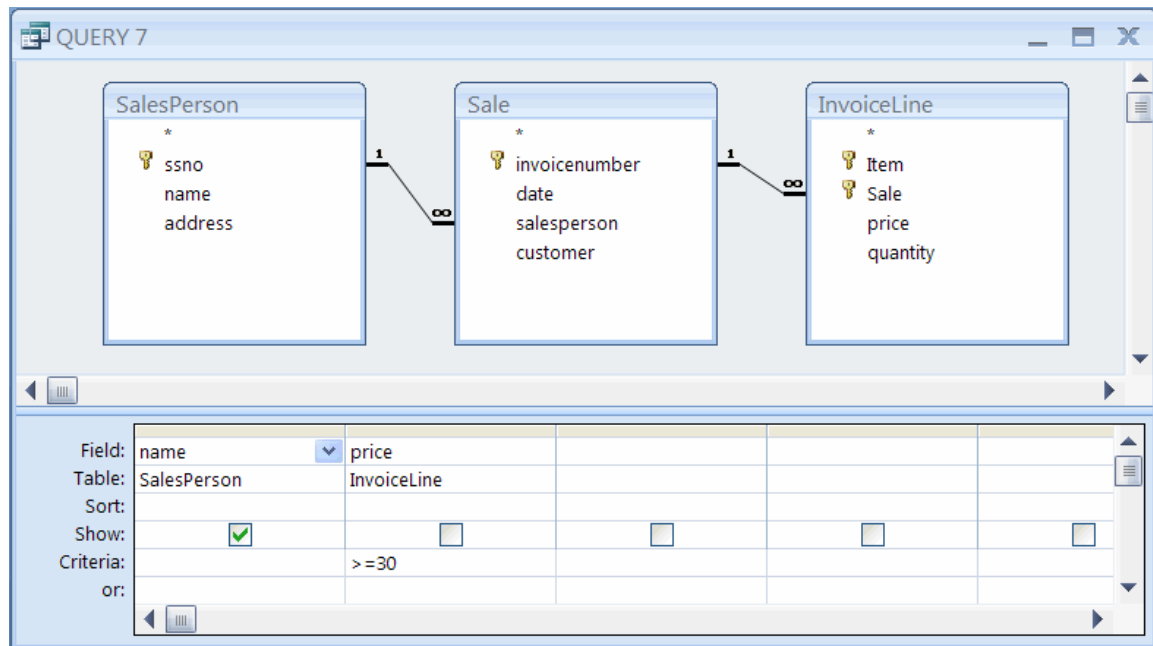 QUERY 7
SalesPerson
*
ssno
name
address
1
∞
Sale
*
invoicenumber
date
salesperson
customer
1
∞
InvoiceLine
*
Item
Sale
price
quantity
Field: name price
Table: SalesPerson InvoiceLine
Sort:
Show:
Criteria: >=30
or: